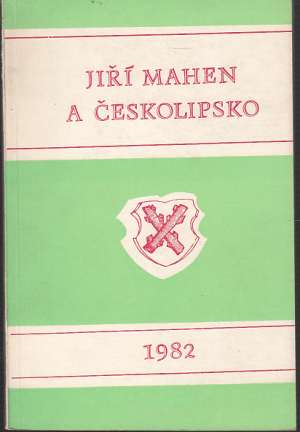 JIŘÍ MAHEN
A ČESKOLIPSKO
1982